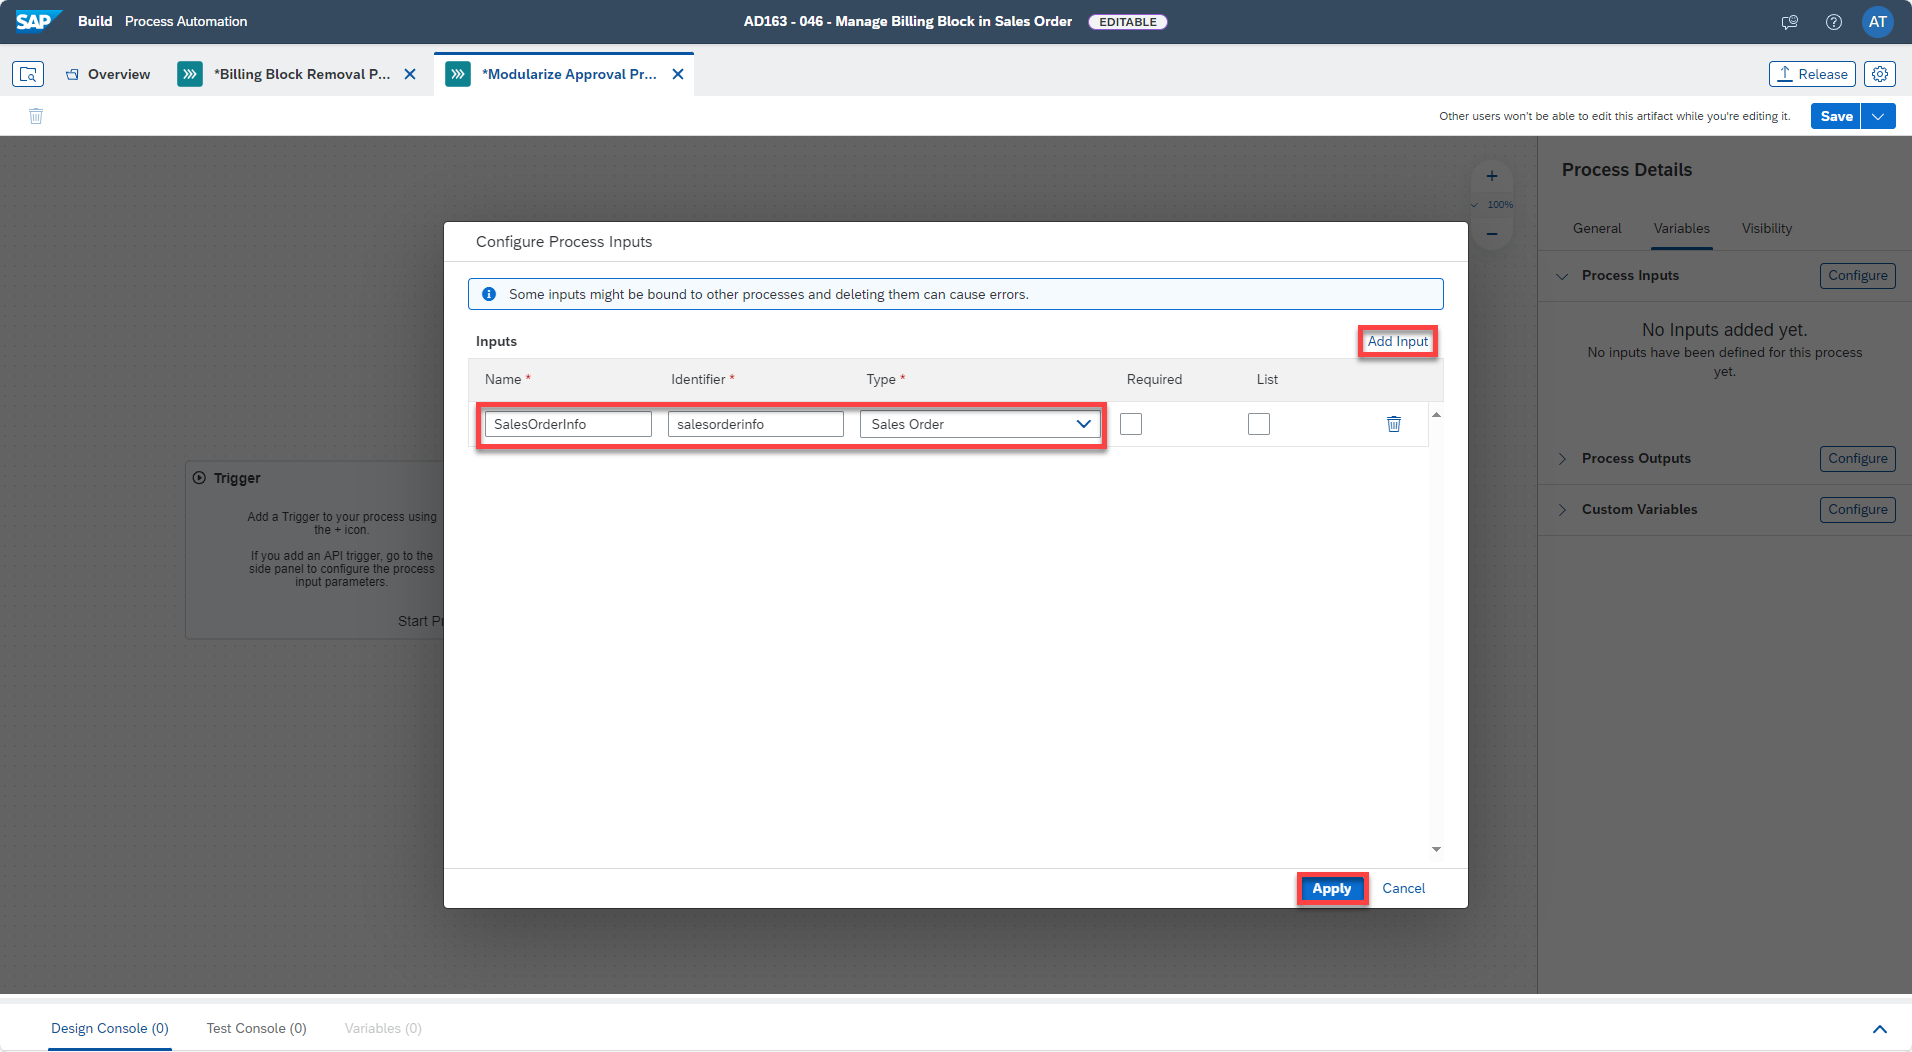 SAP Build Process Automation
AD163 - 046 - Manage Billing Block in Sales Order EDITABLE
AT
Overview
*Billing Block Removal P...
*Modularize Approval Pr...
Release
Other users won't be able to edit this artifact while you're editing it.
Save
Process Details
100%
General Variables Visibility
Process Inputs Configure
No Inputs added yet.
No inputs have been defined for this process
yet.
Process Outputs Configure
Custom Variables Configure
Trigger
Add a Trigger to your process using
the + icon.
If you add an API trigger, go to the
side panel to configure the process
input parameters.
Start Pr
Configure Process Inputs
Some inputs might be bound to other processes and deleting them can cause errors.
Inputs Add Input
Name * Identifier * Type * Required List
SalesOrderInfo salesorderinfo Sales Order
Apply Cancel
Design Console (0) Test Console (0) Variables (0)